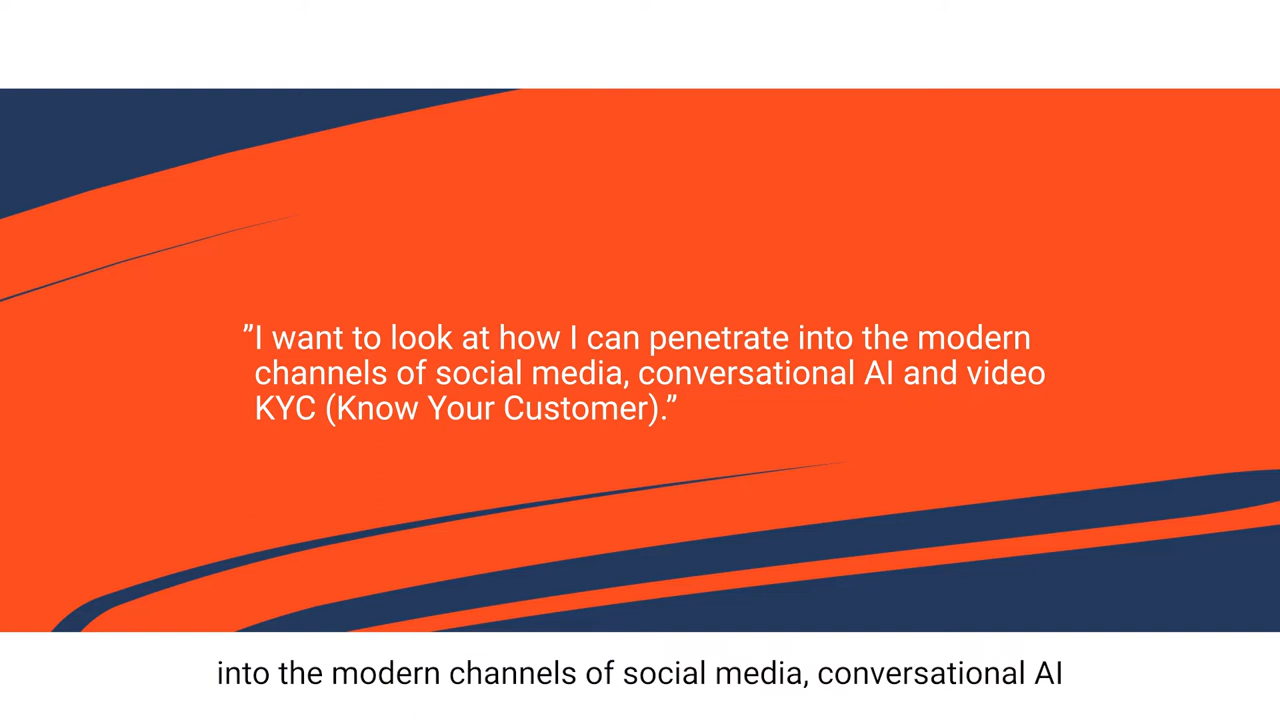 ”I want to look at how I can penetrate into the modern
channels of social media, conversational AI and video
KYC (Know Your Customer).”
into the modern channels of social media, conversational AI